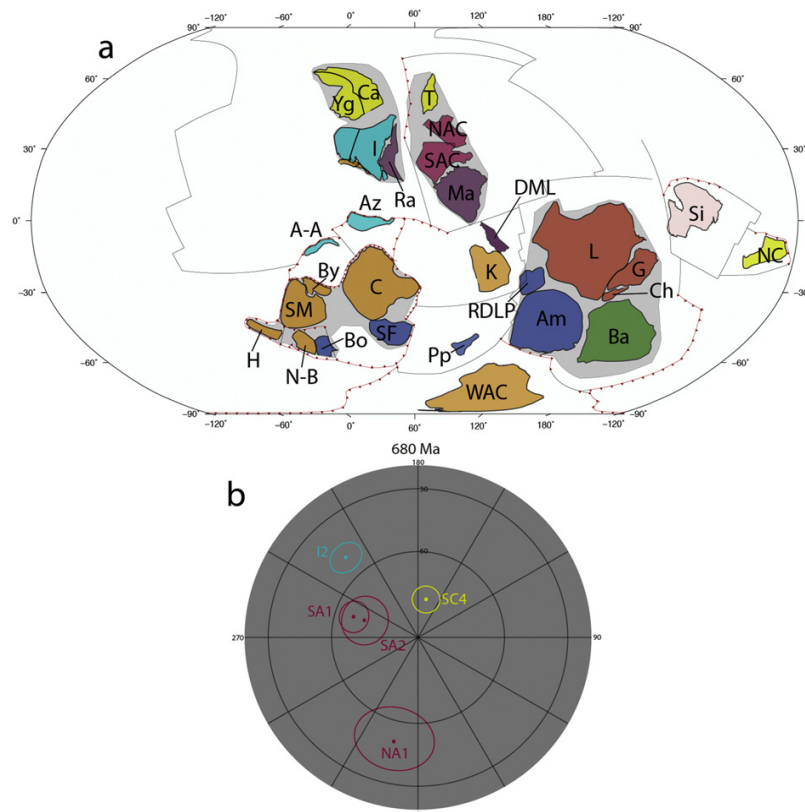 -120° -60° 0° 60° 120° 180° -120°
90° 90°
a
60° 60°
Ca
Yg
T
NAC
30° 30°
I
SAC
Ra
Ma
DML
Az
Si
0° 0°
A-A
L
NC
By
C
K
G
SM
RDLP
Ch
-30° -30°
H
Bo
SF
Pp
Am
Ba
N-B
-60° -60°
WAC
-90° -90°
-120° -60° 0° 60° 120° 180° -120°
680 Ma
b
180
30
I2
60
SC4
SA1
270 90
SA2
NA1